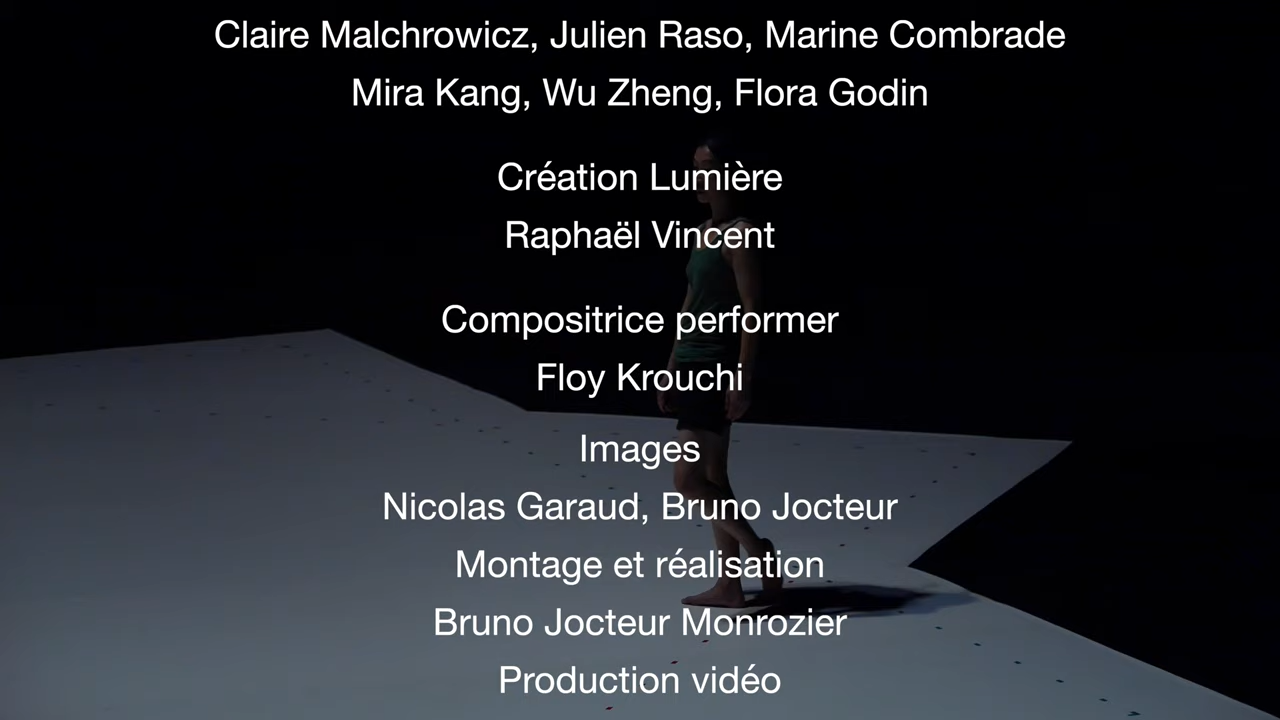 Claire Malchrowicz, Julien Raso, Marine Combrade
Mira Kang, Wu Zheng, Flora Godin
Création Lumière
Raphaël Vincent
Compositrice performer
Floy Krouchi
Images
Nicolas Garaud, Bruno Jocteur
Montage et réalisation
Bruno Jocteur Monrozier
Production vidéo